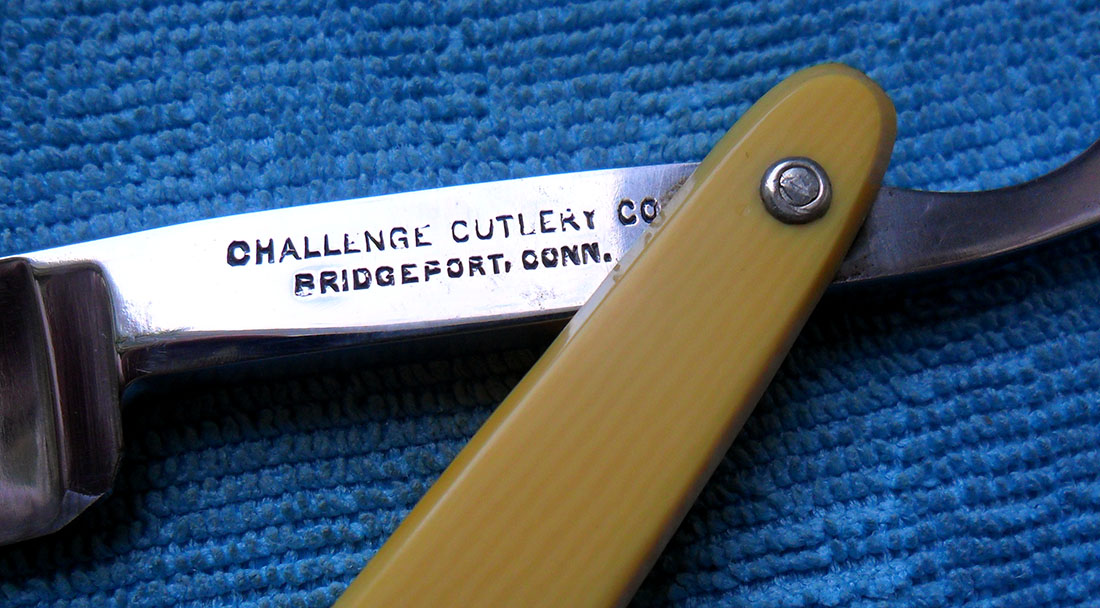 CHALLENGE CUTLERY CO
BRIDGEPORT, CONN.